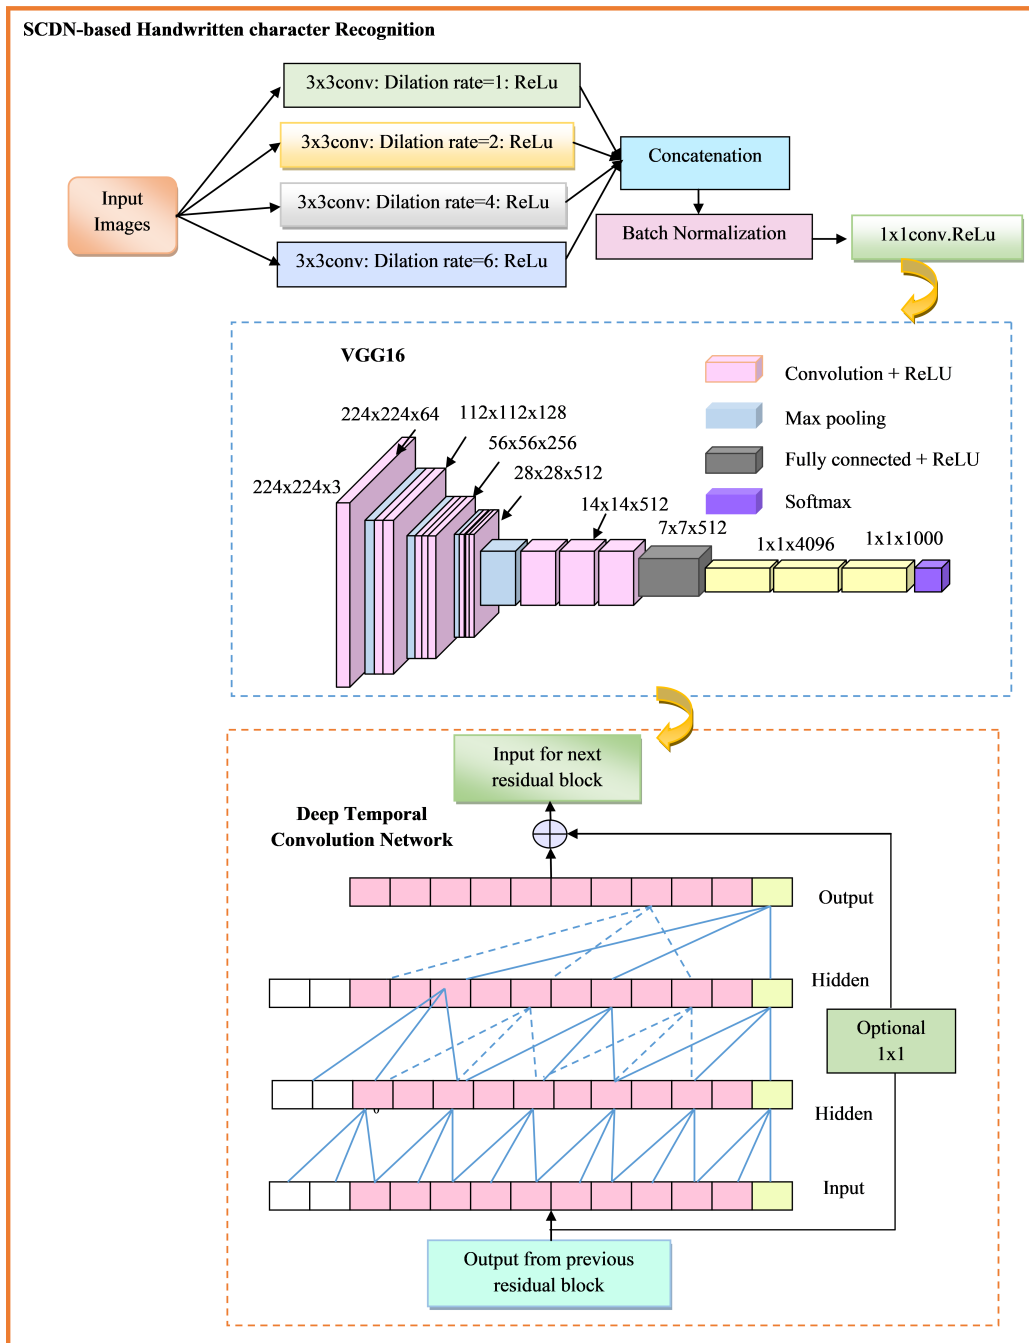 SCDN-based Handwritten character Recognition
3x3conv: Dilation rate=1: ReLu
3x3conv: Dilation rate=2: ReLu
3x3conv: Dilation rate=4: ReLu
3x3conv: Dilation rate=6: ReLu
Input
Images
Concatenation
Batch Normalization
1x1conv.ReLu
VGG16
Convolution + ReLU
Max pooling
Fully connected + ReLU
Softmax
224x224x3
224x224x64
112x112x128
56x56x256
28x28x512
14x14x512
7x7x512
1x1x4096
1x1x1000
Input for next
residual block
Deep Temporal
Convolution Network
Output
Hidden
Optional
1x1
Hidden
Input
Output from previous
residual block